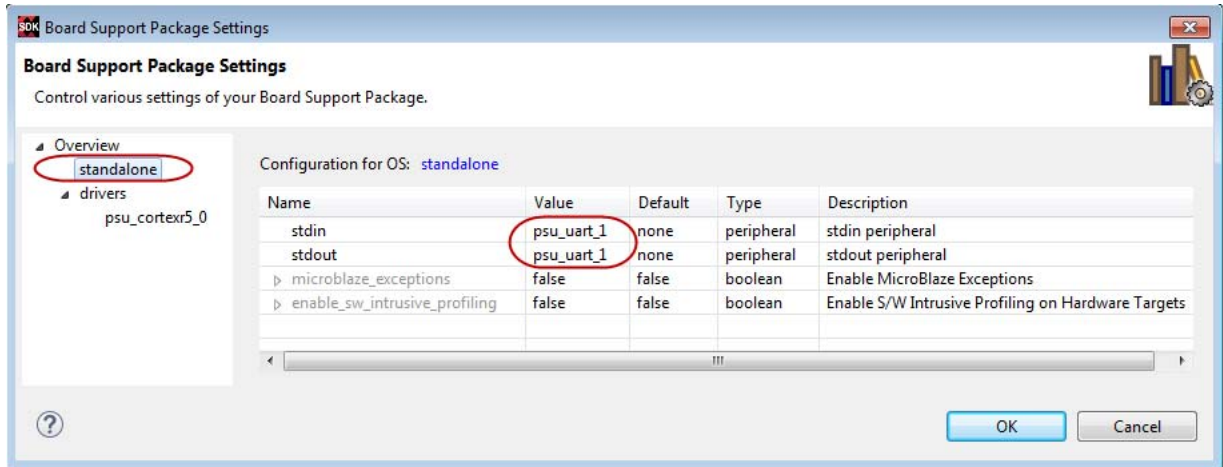 SDK Board Support Package Settings
Board Support Package Settings
Control various settings of your Board Support Package.
Overview
standalone
drivers
psu_cortexr5_0
Configuration for OS: standalone
Name Value Default Type Description
stdin psu_uart_1 none peripheral stdin peripheral
stdout psu_uart_1 none peripheral stdout peripheral
microblaze_exceptions false false boolean Enable MicroBlaze Exceptions
enable_sw_intrusive_profiling false false boolean Enable S/W Intrusive Profiling on Hardware Targets
OK Cancel